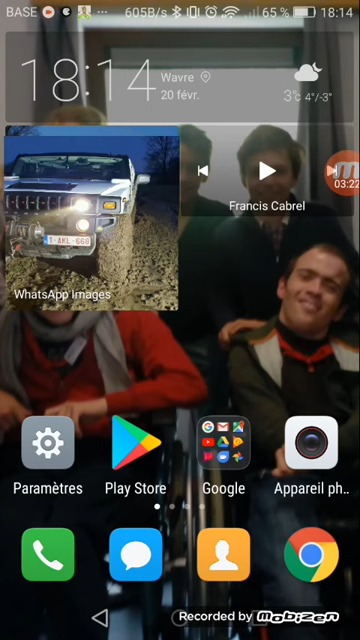 BASE ... 605B/s 65 % 18:14
18:14
Wavre
20 févr.
3°c 4°/-3°
03:22
Francis Cabrel
1-AKL-668
WhatsApp Images
Paramètres Play Store Google Appareil ph..
Recorded by Mobizen